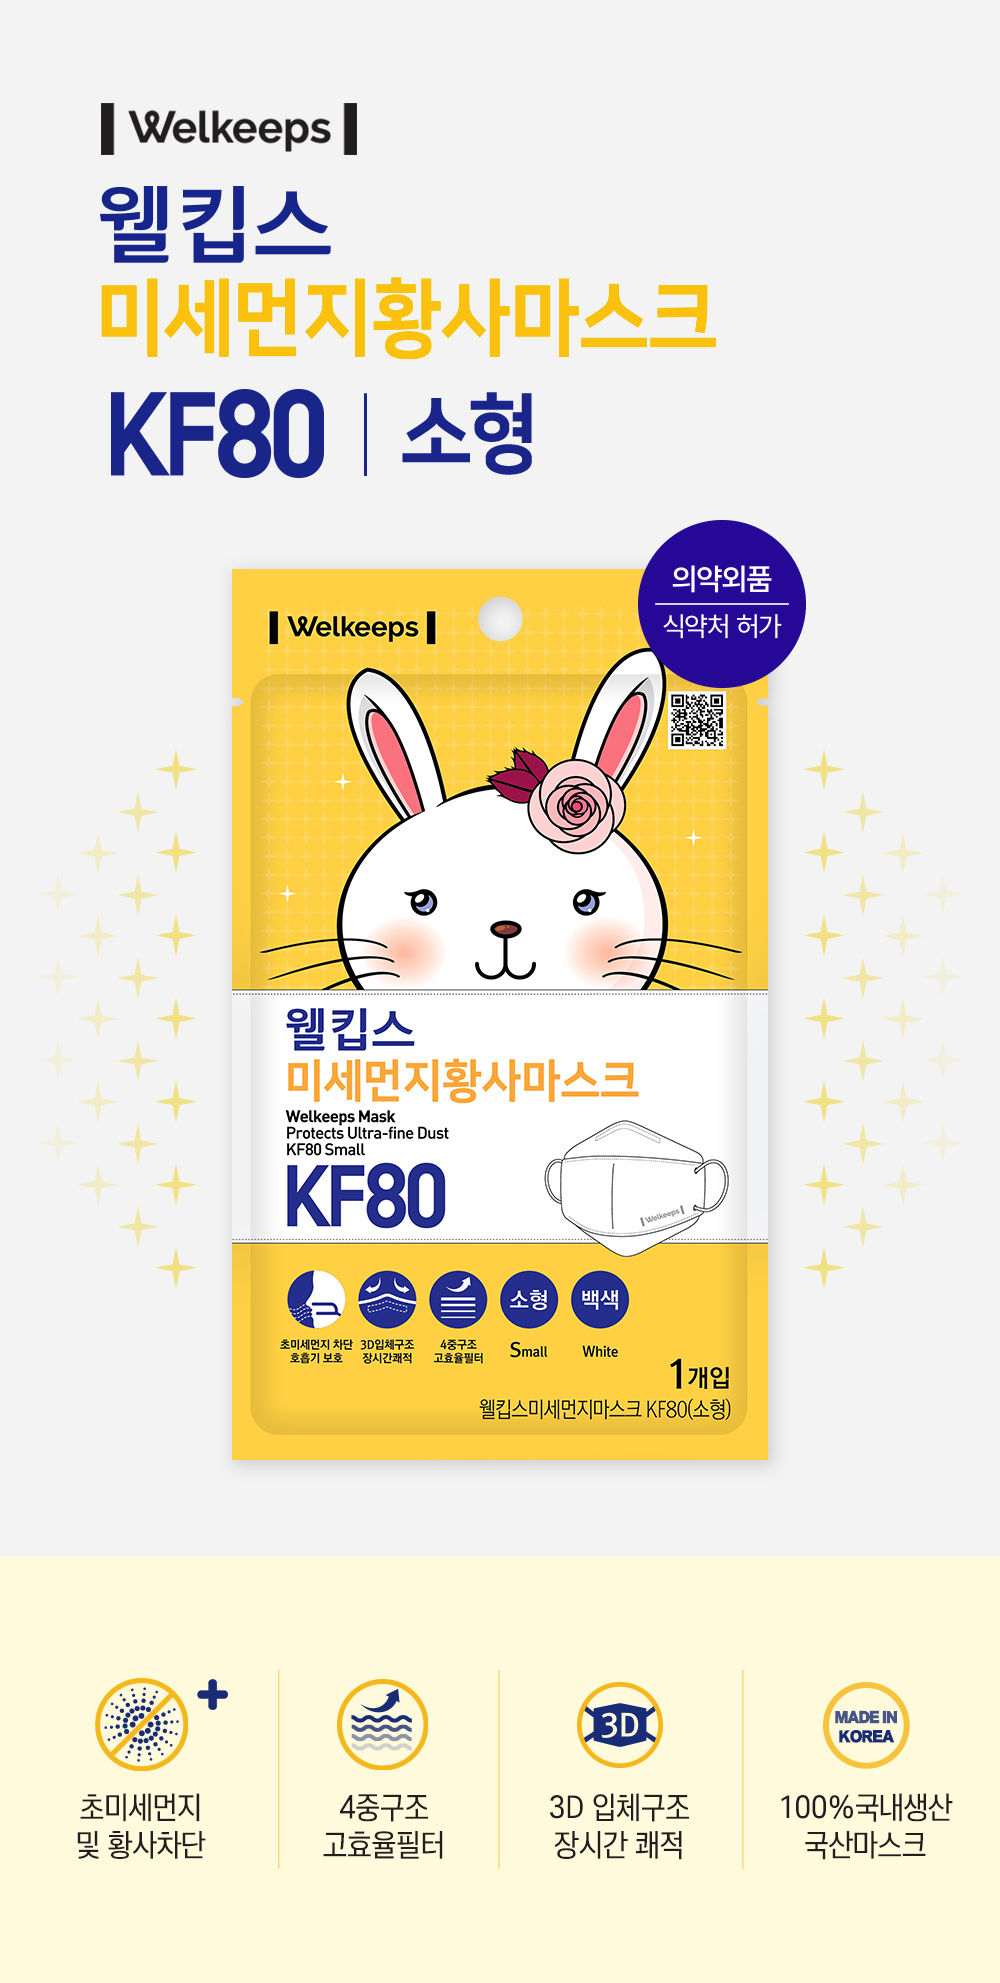 Welkeeps
웰킵스
미세먼지황사마스크
KF80 소형
의약외품
식약처 허가
Welkeeps
웰킵스
미세먼지황사마스크
Welkeeps Mask
Protects Ultra-fine Dust
KF80 Small
KF80
Welkeeps
초미세먼지 차단
호흡기 보호
3D입체구조
장시간쾌적
4중구조
고효율필터
소형
Small
백색
White
1개입
웰킵스미세먼지마스크 KF80(소형)
초미세먼지
및 황사차단
4중구조
고효율필터
3D
3D 입체구조
장시간 쾌적
MADE IN
KOREA
100%국내생산
국산마스크